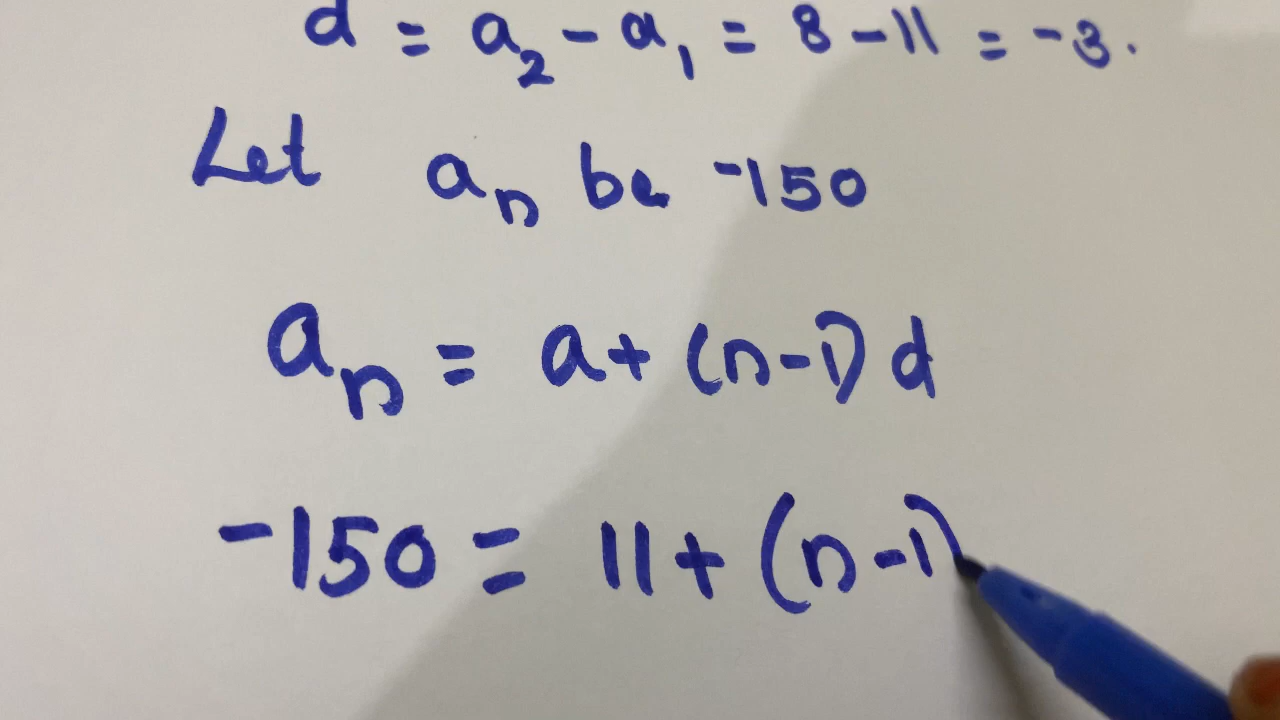 d = a₂ - a₁ = 8 - 11 = -3.
Let aₙ be -150
aₙ = a + (n-1) d
-150 = 11 + (n-1)